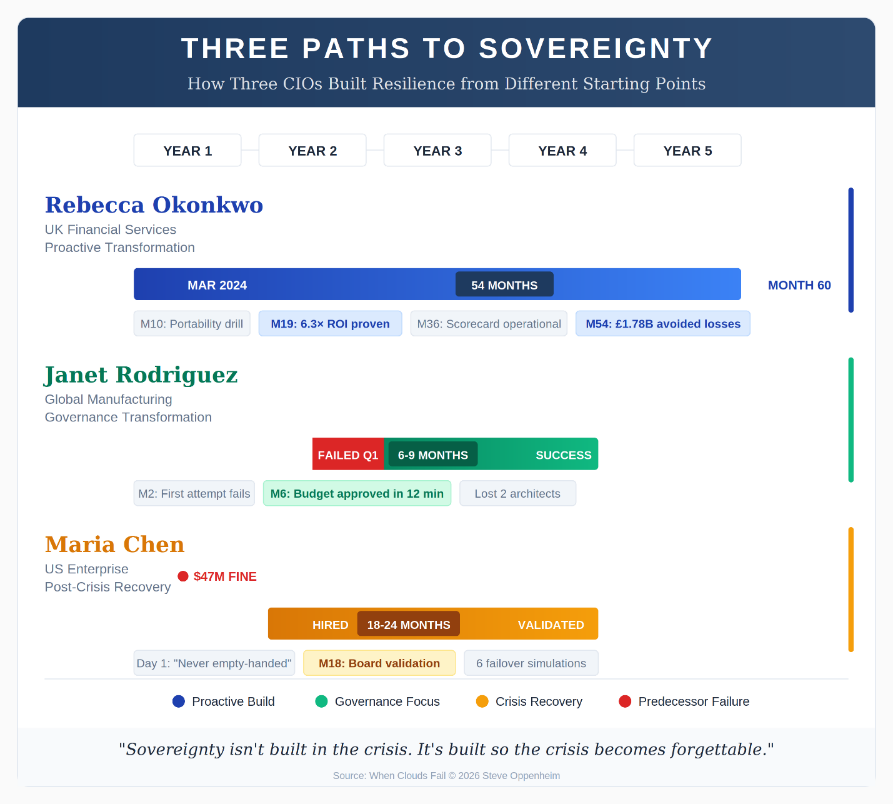 THREE PATHS TO SOVEREIGNTY
How Three CIOs Built Resilience from Different Starting Points
YEAR 1 YEAR 2 YEAR 3 YEAR 4 YEAR 5
Rebecca Okonkwo
UK Financial Services
Proactive Transformation
MAR 2024 54 MONTHS MONTH 60
M10: Portability drill M19: 6.3× ROI proven M36: Scorecard operational M54: £1.78B avoided losses
Janet Rodriguez
Global Manufacturing
Governance Transformation
FAILED Q1 6-9 MONTHS SUCCESS
M2: First attempt fails M6: Budget approved in 12 min Lost 2 architects
Maria Chen
US Enterprise
$47M FINE
Post-Crisis Recovery
HIRED 18-24 MONTHS VALIDATED
Day 1: "Never empty-handed" M18: Board validation 6 failover simulations
Proactive Build Governance Focus Crisis Recovery Predecessor Failure
"Sovereignty isn't built in the crisis. It's built so the crisis becomes forgettable."
Source: When Clouds Fail © 2026 Steve Oppenheim